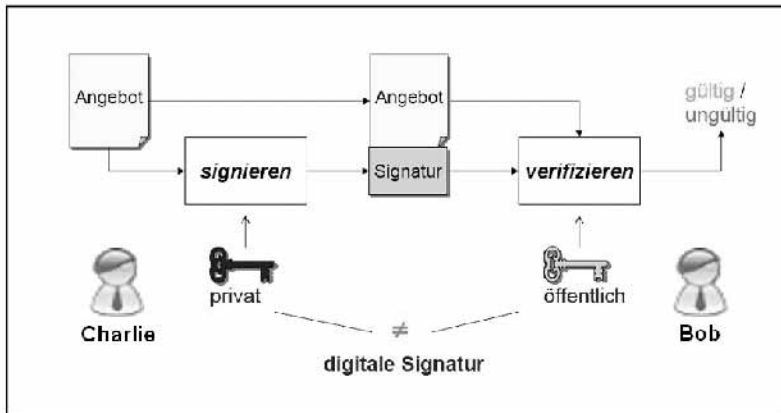 Angebot
Angebot
gültig /
ungültig
signieren
Signatur
verifizieren
privat
öffentlich
Charlie
≠
Bob
digitale Signatur